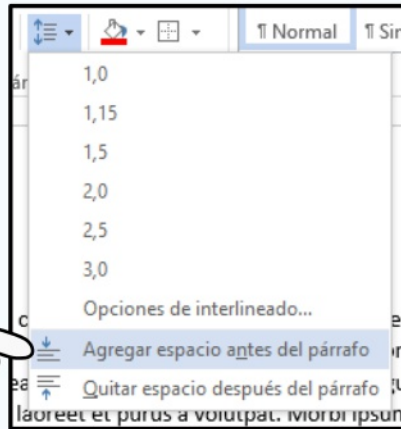 ¶ Normal ¶ Sin
1,0
1,15
1,5
2,0
2,5
3,0
Opciones de interlineado...
Agregar espacio antes del párrafo
Quitar espacio después del párrafo
laoreet et purus a volutpat. Morbi ipsum